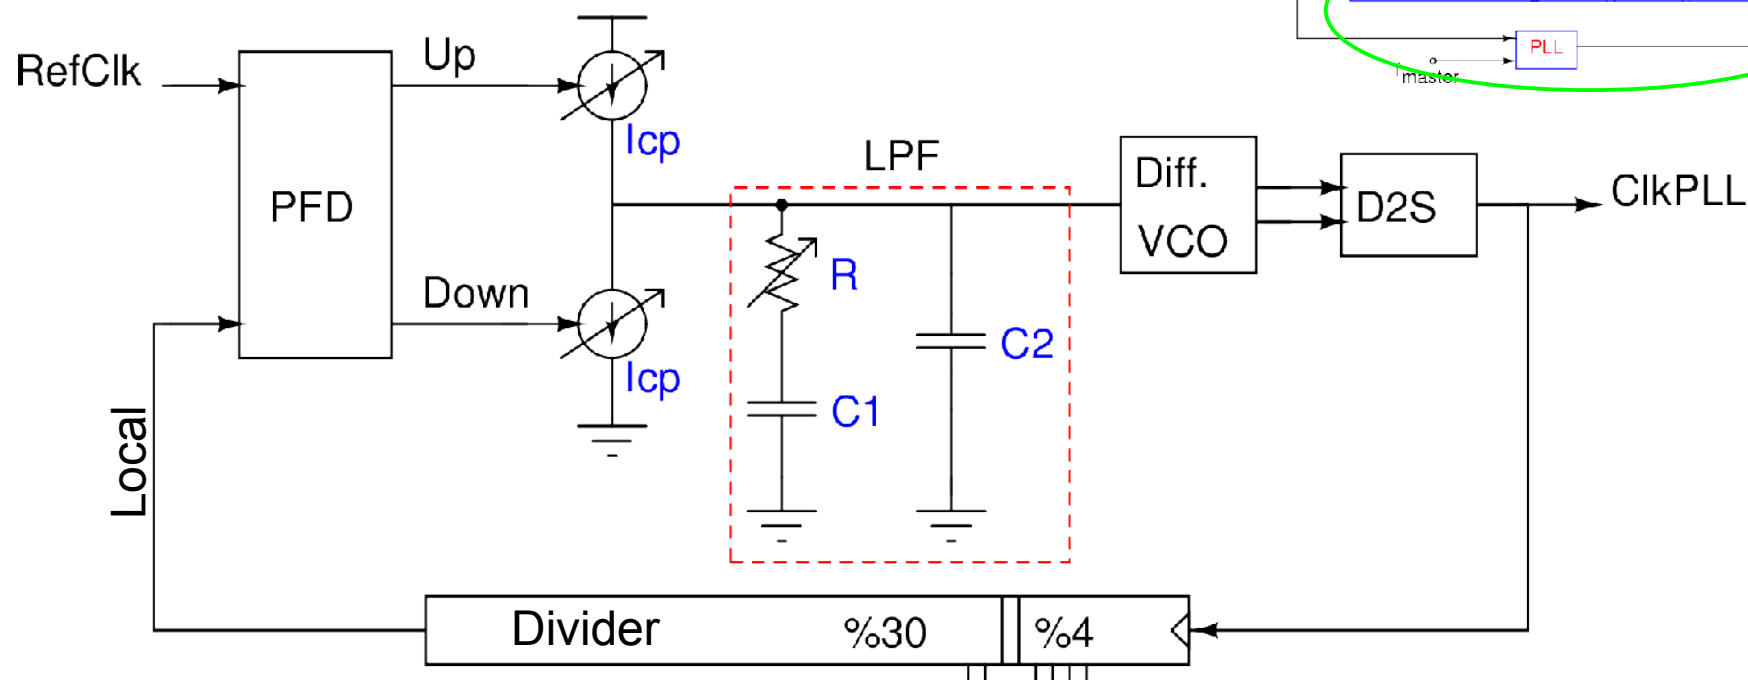 RefClk
Up
Icp
PFD
Down
Icp
LPF
R
C1
C2
Diff.
VCO
D2S
ClkPLL
PLL
master
Local
Divider
%30
%4